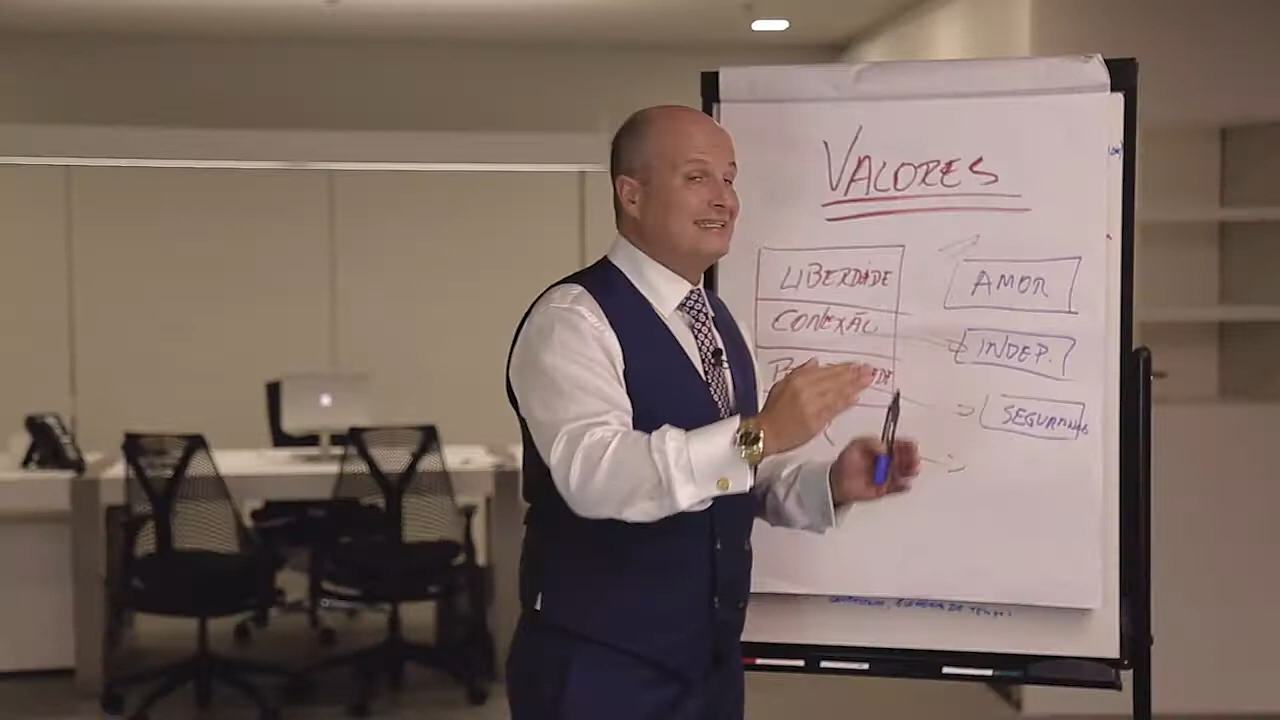 VALORES
LIBERDADE
CONEXÃO
AMOR
INDEP.
SEGURANÇA